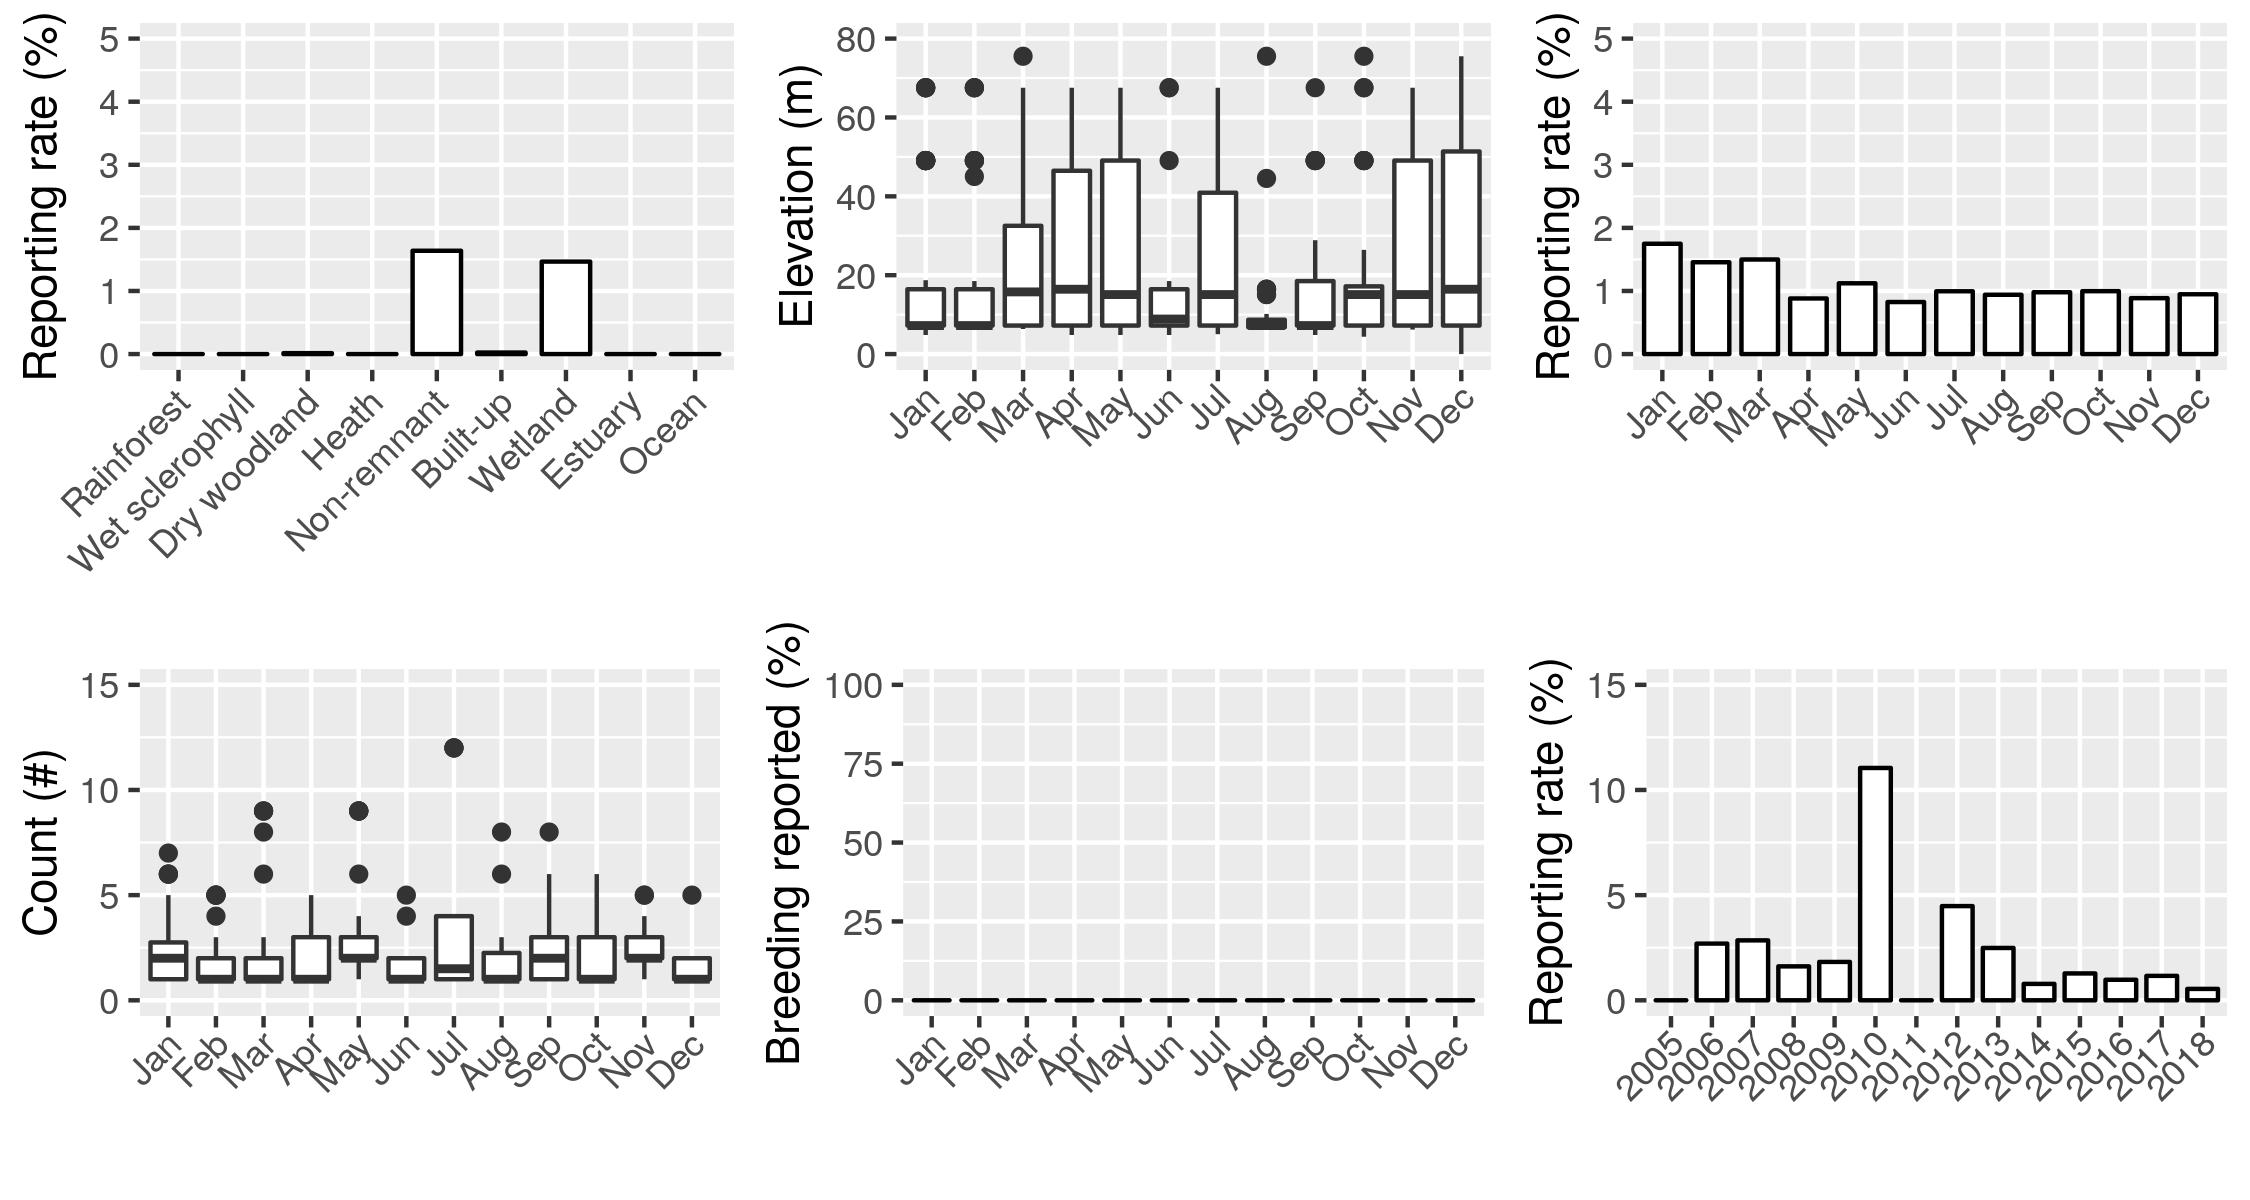 Reporting rate (%)
5
4
3
2
1
0
Rainforest
Wet sclerophyll
Dry woodland
Heath
Non-remnant
Built-up
Wetland
Estuary
Ocean
Elevation (m)
80
60
40
20
0
Jan
Feb
Mar
Apr
May
Jun
Jul
Aug
Sep
Oct
Nov
Dec
Reporting rate (%)
5
4
3
2
1
0
Jan
Feb
Mar
Apr
May
Jun
Jul
Aug
Sep
Oct
Nov
Dec
Count (#)
15
10
5
0
Jan
Feb
Mar
Apr
May
Jun
Jul
Aug
Sep
Oct
Nov
Dec
Breeding reported (%)
100
75
50
25
0
Jan
Feb
Mar
Apr
May
Jun
Jul
Aug
Sep
Oct
Nov
Dec
Reporting rate (%)
15
10
5
0
2005
2006
2007
2008
2009
2010
2011
2012
2013
2014
2015
2016
2017
2018